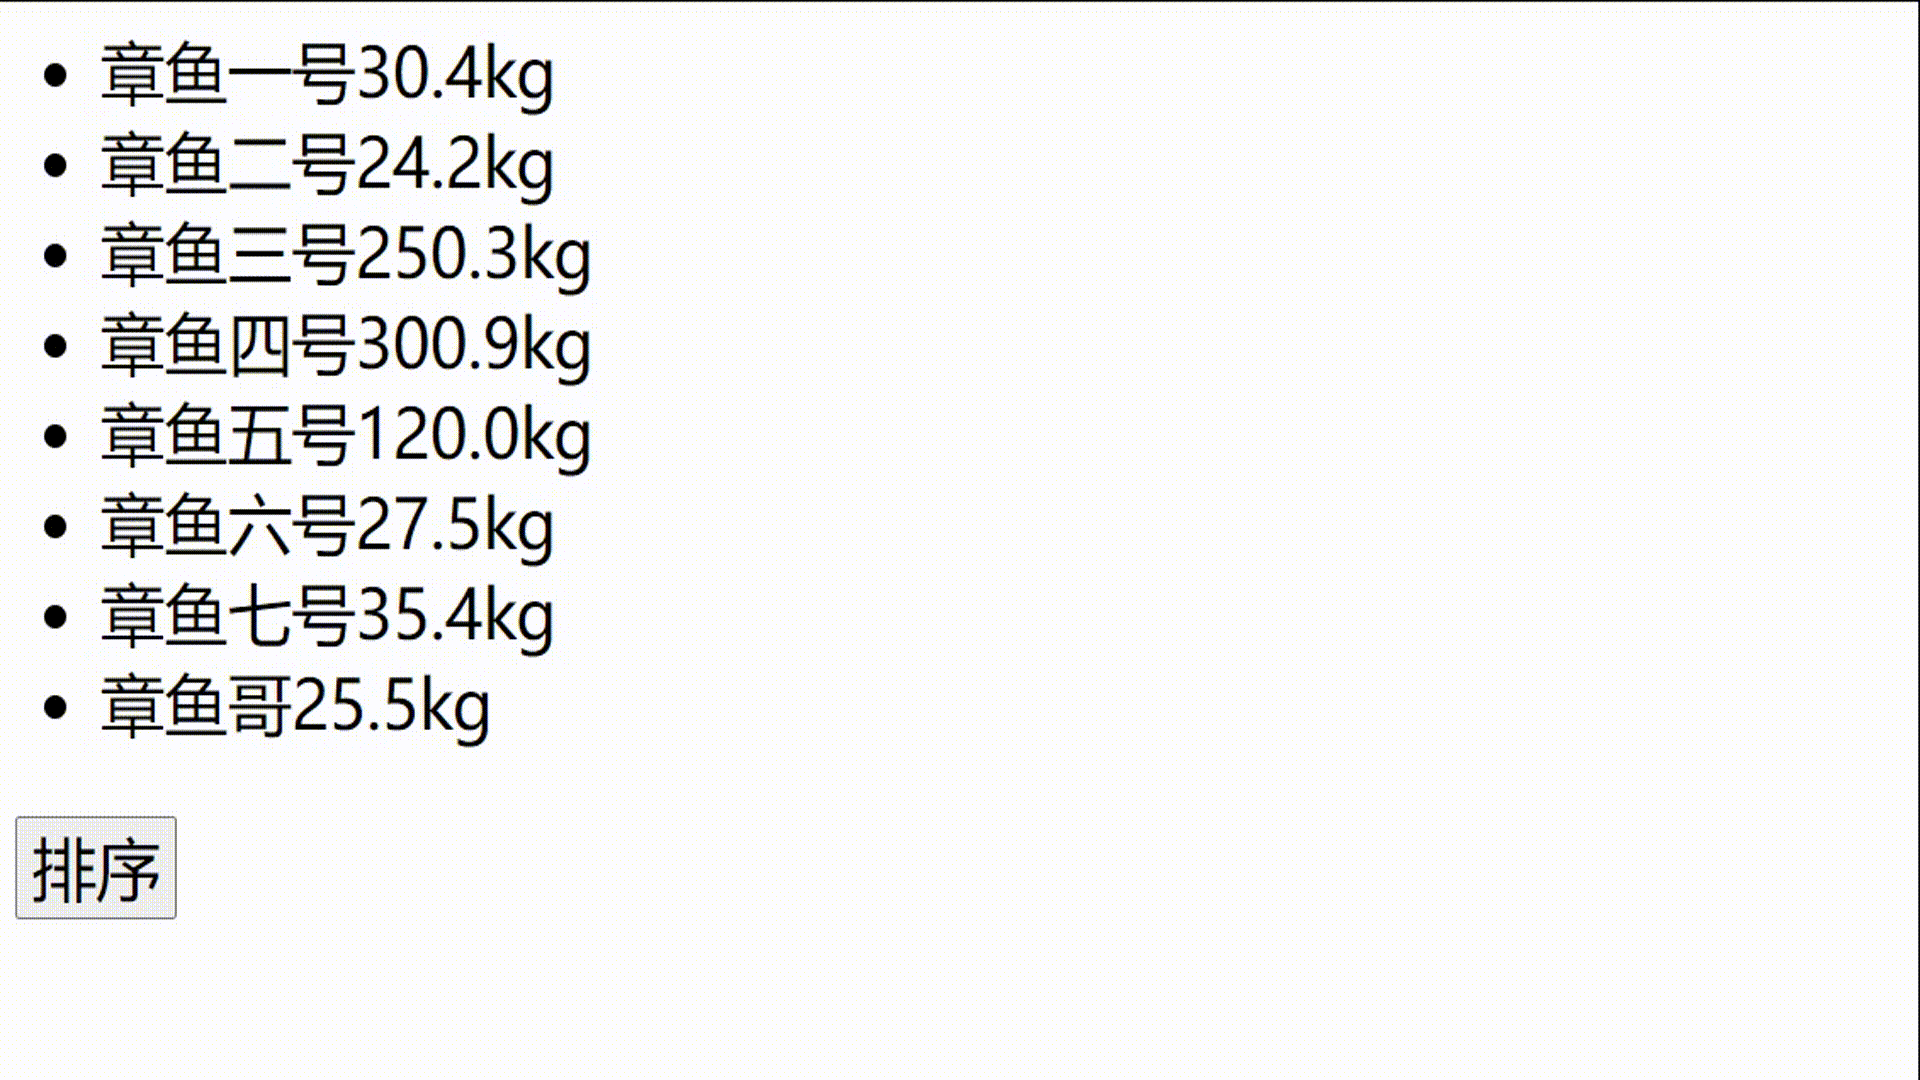 章鱼一号30.4kg
章鱼二号24.2kg
章鱼三号250.3kg
章鱼四号300.9kg
章鱼五号120.0kg
章鱼六号27.5kg
章鱼七号35.4kg
章鱼哥25.5kg
排序